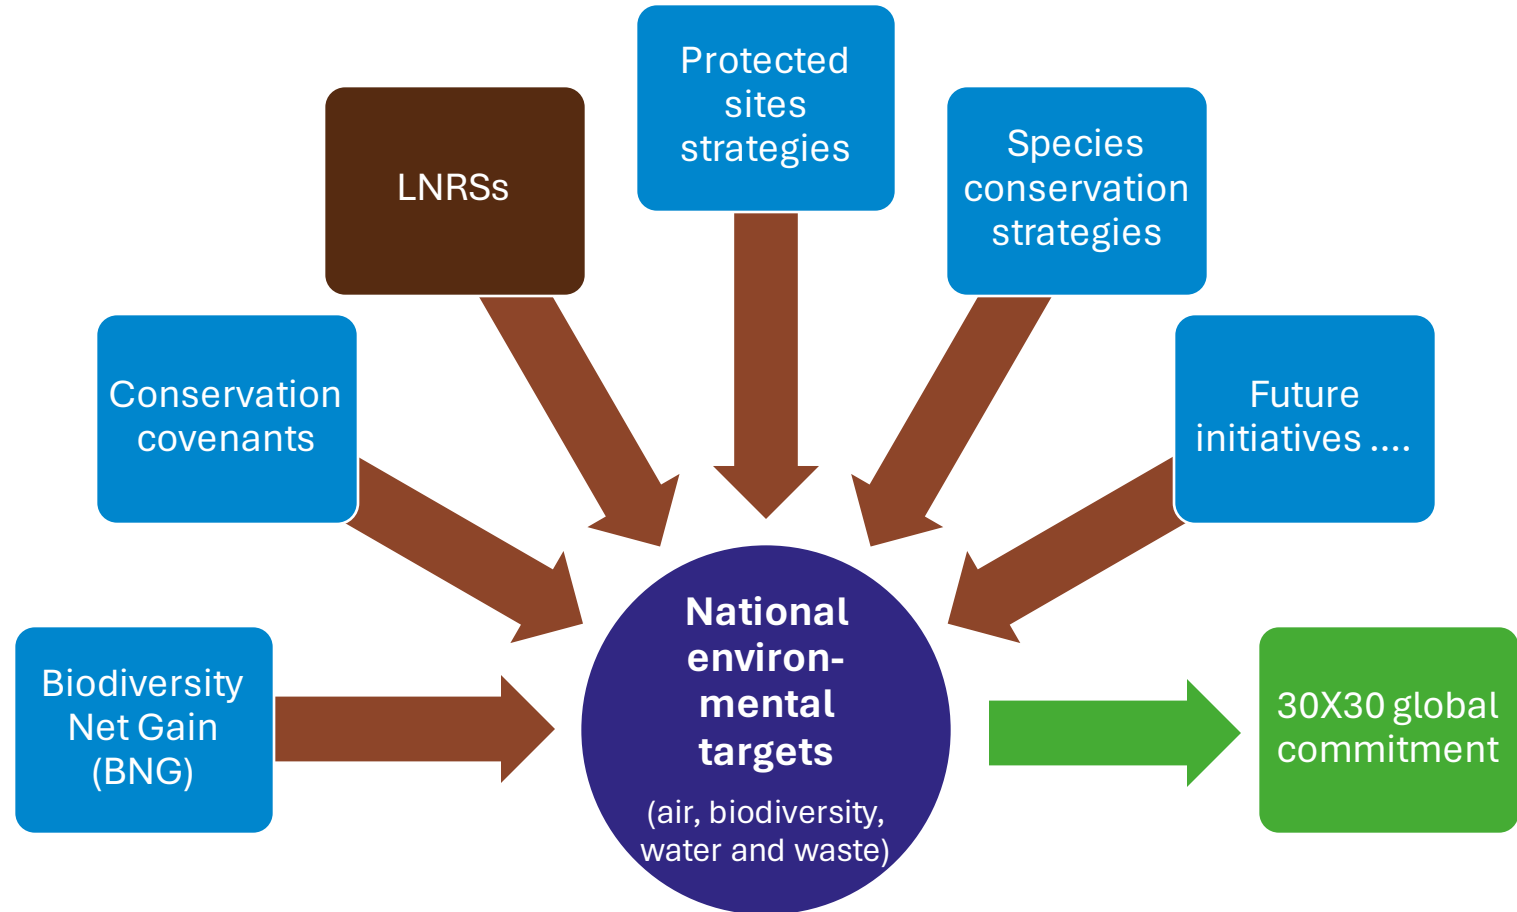 Protected
sites
strategies
LNRSs
Species
conservation
strategies
Conservation
covenants
Future
initiatives ....
Biodiversity
Net Gain
(BNG)
National
environ-
mental
targets
(air, biodiversity,
water and waste)
30X30 global
commitment